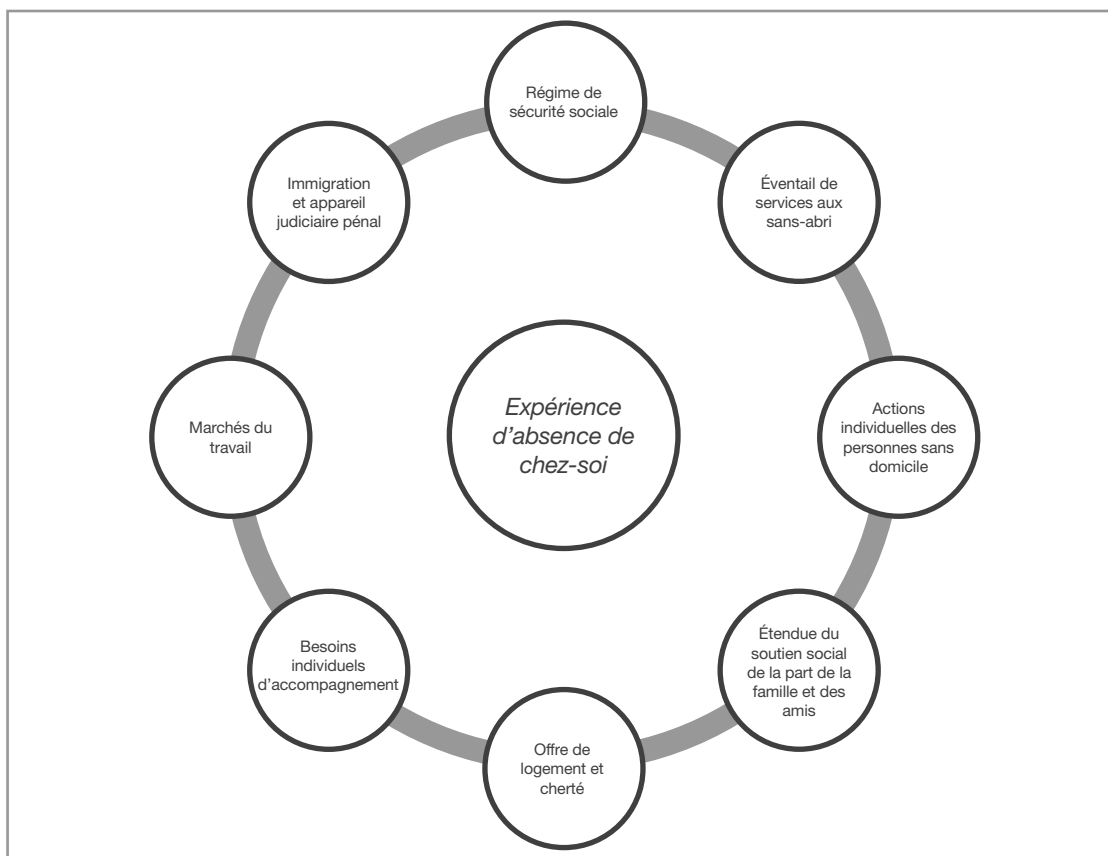 Régime de
sécurité sociale
Immigration
et appareil
judiciaire pénal
Éventail de
services aux
sans-abri
Marchés du
travail
Expérience
d’absence de
chez-soi
Actions
individuelles des
personnes sans
domicile
Besoins
individuels
d’accompagnement
Étendue du
soutien social
de la part de la
famille et des
amis
Offre de
logement et
cherté